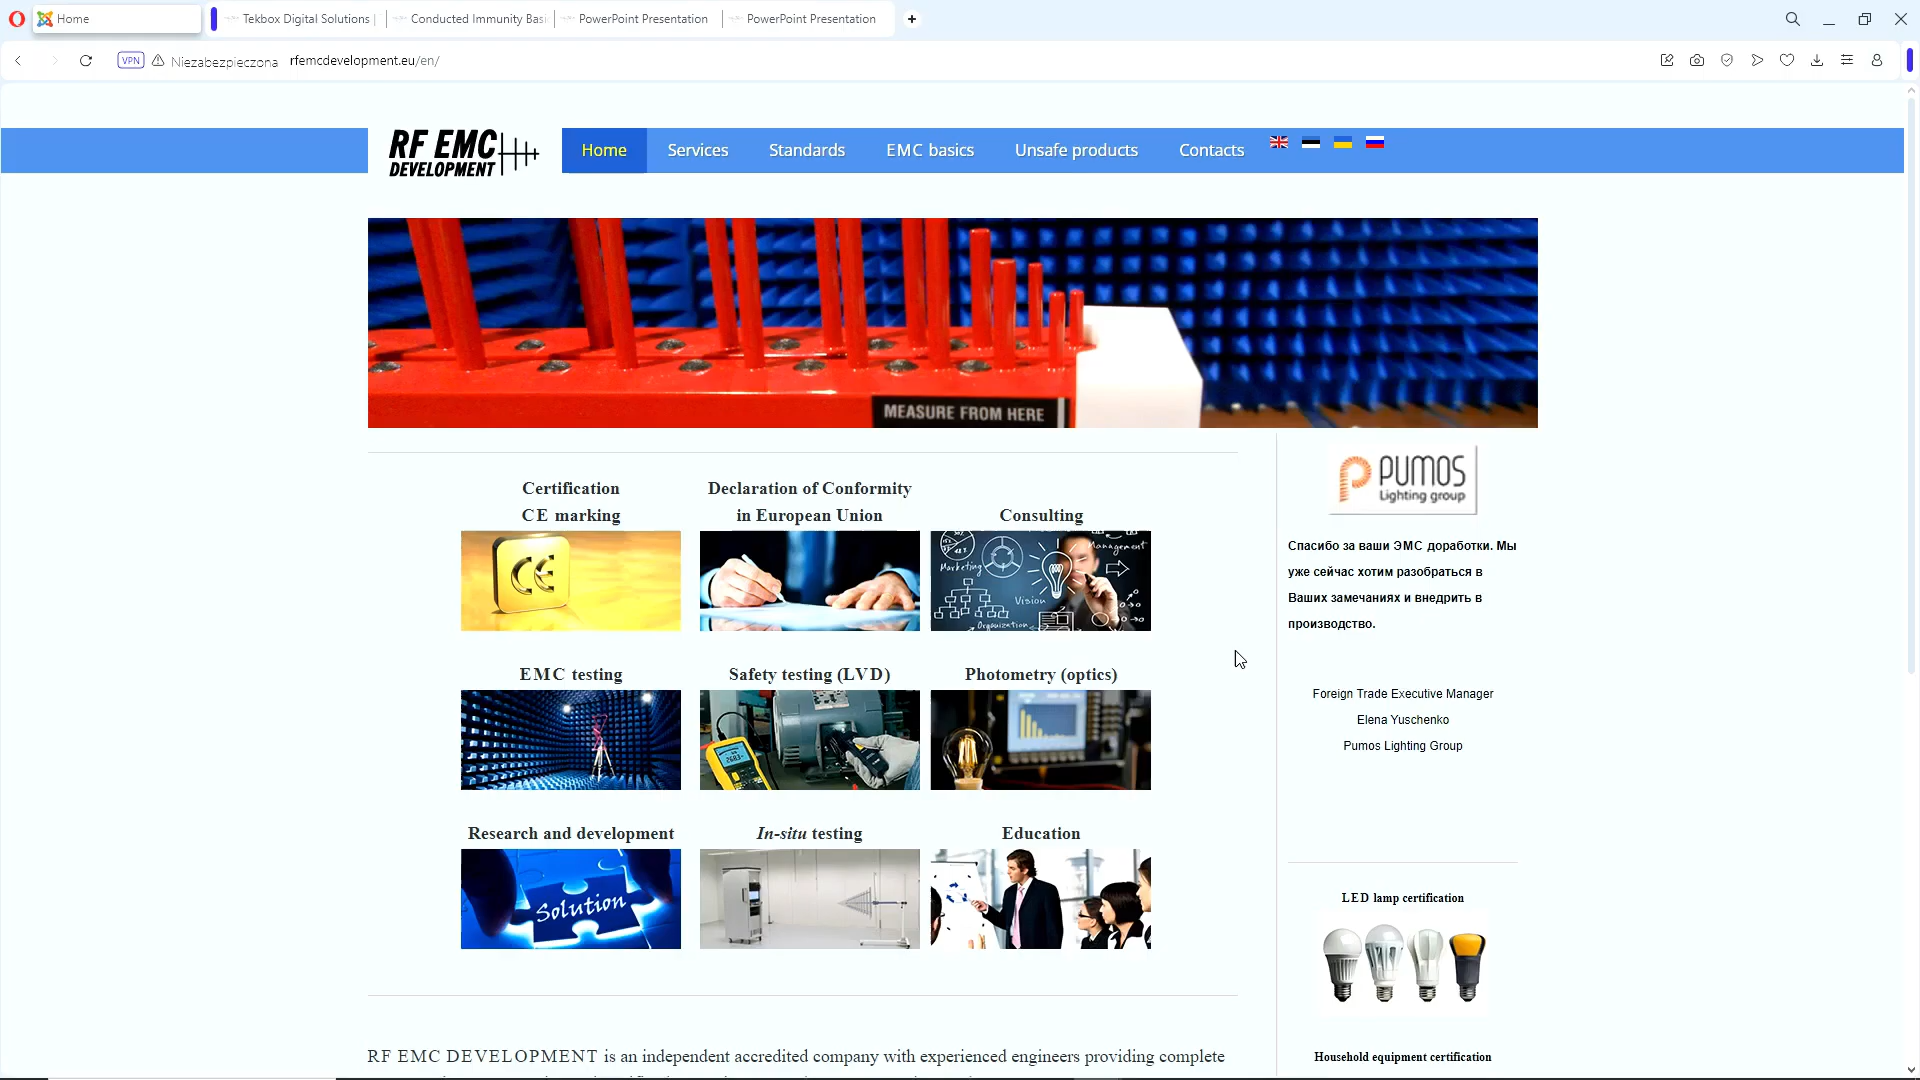 Home
Tekbox Digital Solutions
Conducted Immunity Basi
PowerPoint Presentation
PowerPoint Presentation
VPN
Niezabezpieczona
rfemcdevelopment.eu/en/
RF EMC
DEVELOPMENT
Home
Services
Standards
EMC basics
Unsafe products
Contacts
MEASURE FROM HERE
Certification
CE marking
Declaration of Conformity
in European Union
Consulting
CE
Marketing
Management
Vision
Organization
EMC testing
Safety testing (LVD)
Photometry (optics)
Research and development
In-situ testing
Education
Solution
RF EMC DEVELOPMENT is an independent accredited company with experienced engineers providing complete
PUMOS
Lighting group
Спасибо за ваши ЭМС доработки. Мы
уже сейчас хотим разобраться в
Ваших замечаниях и внедрить в
производство.
Foreign Trade Executive Manager
Elena Yuschenko
Pumos Lighting Group
LED lamp certification
Household equipment certification